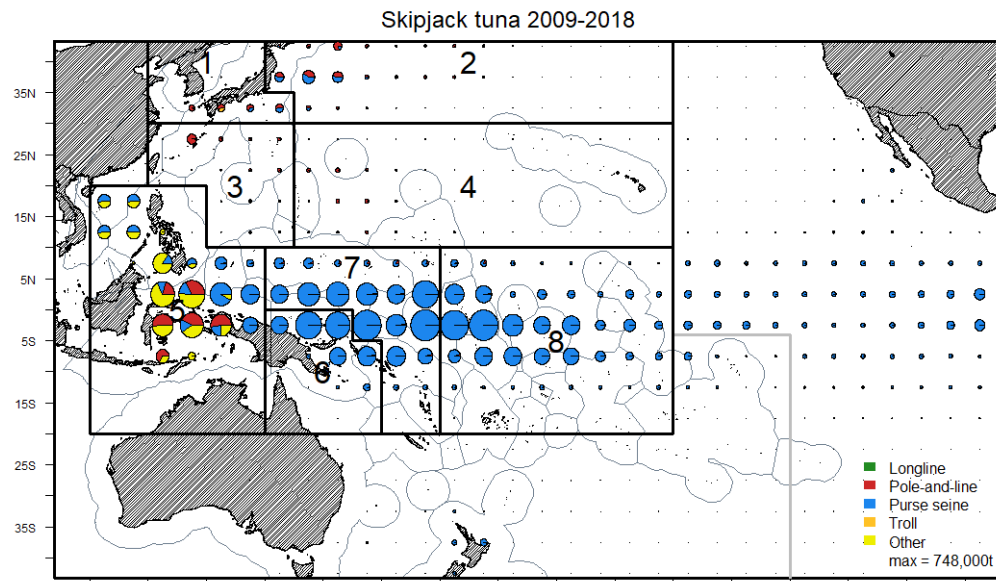 Skipjack tuna 2009-2018
1
2
35N
25N
3
4
15N
5N
7
5
5S
8
6
15S
25S
35S
Longline
Pole-and-line
Purse seine
Troll
Other
max = 748,000t